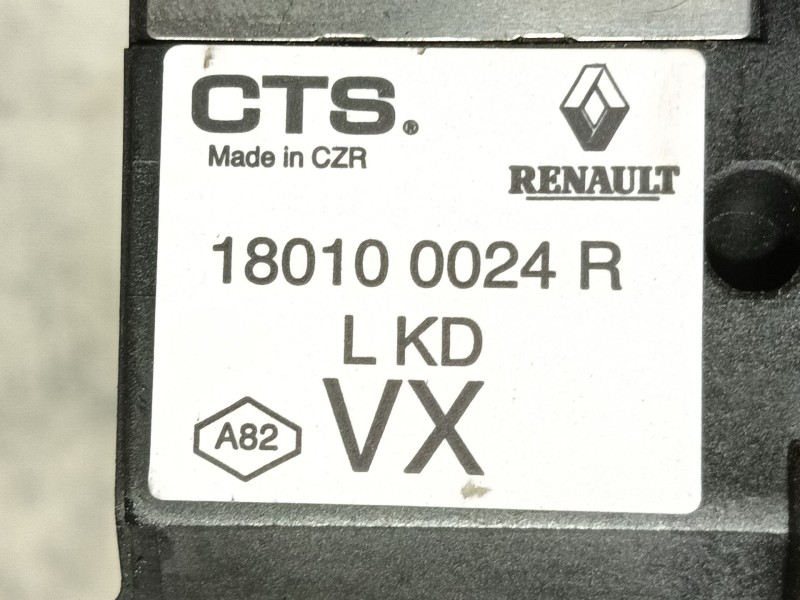 CTS.®
Made in CZR
RENAULT
18010 0024 R
L KD
VX
A82